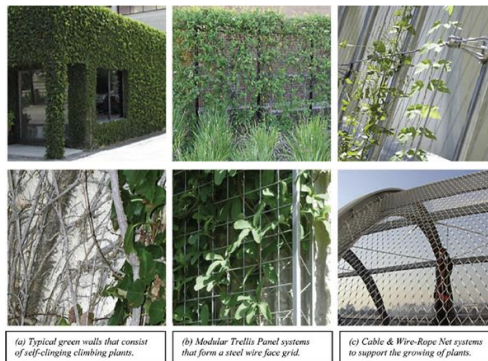 (a) Typical green walls that consist
of self-clinging climbing plants.
(b) Modular Trellis Panel systems
that form a steel wire face grid.
(c) Cable & Wire-Rope Net systems
to support the growing of plants.